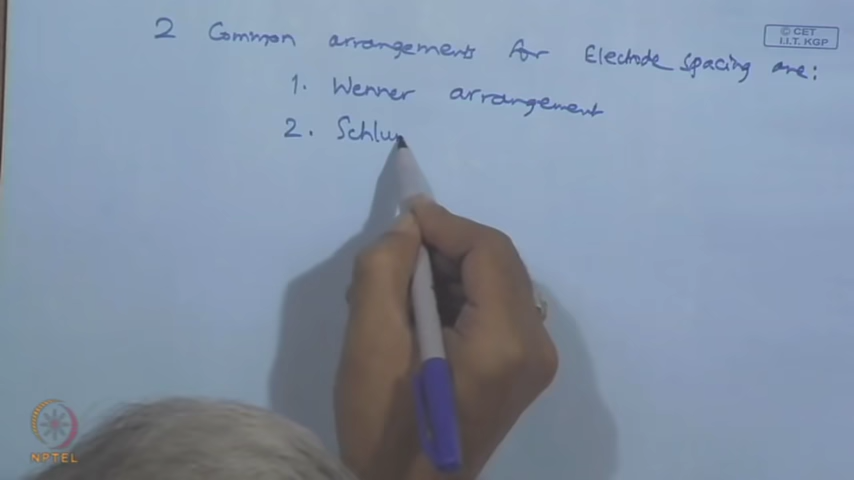 2 Common arrangements for Electrode spacing are:
1. Wenner arrangement
2. Schlu
© CET
I.I.T. KGP
NPTEL